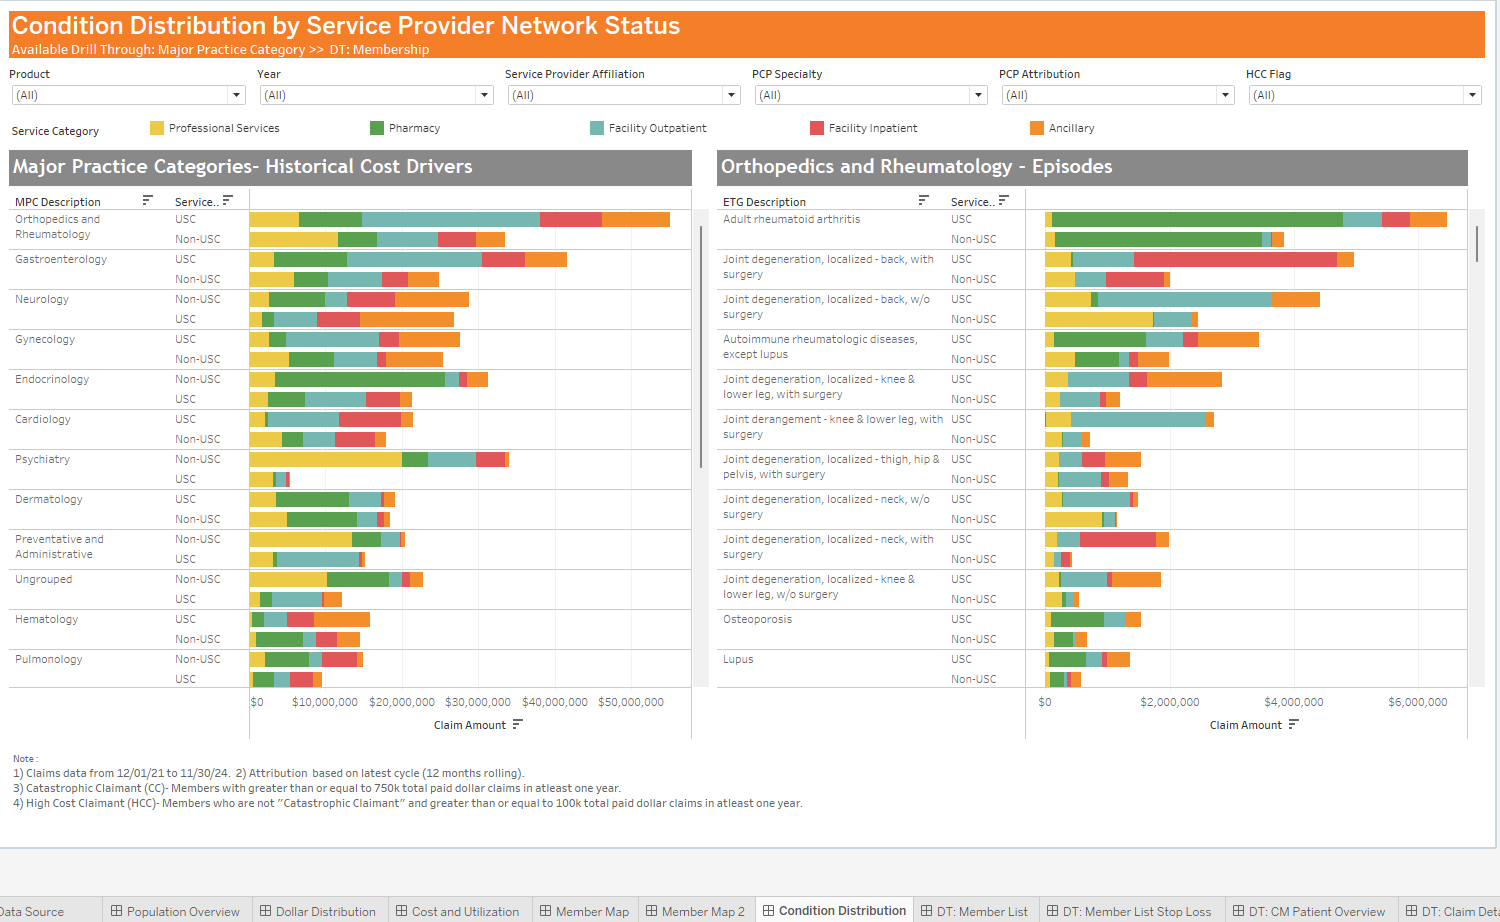 Condition Distribution by Service Provider Network Status
Available Drill Through: Major Practice Category >> DT: Membership
Product Year Service Provider Affiliation PCP Specialty PCP Attribution HCC Flag
(All) (All) (All) (All) (All) (All)
Service Category Professional Services Pharmacy Facility Outpatient Facility Inpatient Ancillary
Major Practice Categories- Historical Cost Drivers
MPC Description Service..
Orthopedics and Rheumatology USC
Non-USC
Gastroenterology USC
Non-USC
Neurology Non-USC
USC
Gynecology USC
Non-USC
Endocrinology Non-USC
USC
Cardiology USC
Non-USC
Psychiatry Non-USC
USC
Dermatology USC
Non-USC
Preventative and Administrative Non-USC
USC
Ungrouped Non-USC
USC
Hematology USC
Non-USC
Pulmonology Non-USC
USC
$0 $10,000,000 $20,000,000 $30,000,000 $40,000,000 $50,000,000
Claim Amount
Orthopedics and Rheumatology - Episodes
ETG Description Service..
Adult rheumatoid arthritis USC
Non-USC
Joint degeneration, localized - back, with surgery USC
Non-USC
Joint degeneration, localized - back, w/o surgery USC
Non-USC
Autoimmune rheumatologic diseases, except lupus USC
Non-USC
Joint degeneration, localized - knee & lower leg, with surgery USC
Non-USC
Joint derangement - knee & lower leg, with surgery USC
Non-USC
Joint degeneration, localized - thigh, hip & pelvis, with surgery USC
Non-USC
Joint degeneration, localized - neck, w/o surgery USC
Non-USC
Joint degeneration, localized - neck, with surgery USC
Non-USC
Joint degeneration, localized - knee & lower leg, w/o surgery USC
Non-USC
Osteoporosis USC
Non-USC
Lupus USC
Non-USC
$0 $2,000,000 $4,000,000 $6,000,000
Claim Amount
Note :
1) Claims data from 12/01/21 to 11/30/24. 2) Attribution based on latest cycle (12 months rolling).
3) Catastrophic Claimant (CC)- Members with greater than or equal to 750k total paid dollar claims in atleast one year.
4) High Cost Claimant (HCC)- Members who are not "Catastrophic Claimant" and greater than or equal to 100k total paid dollar claims in atleast one year.
Data Source Population Overview Dollar Distribution Cost and Utilization Member Map Member Map 2 Condition Distribution DT: Member List DT: Member List Stop Loss DT: CM Patient Overview DT: Claim Deta